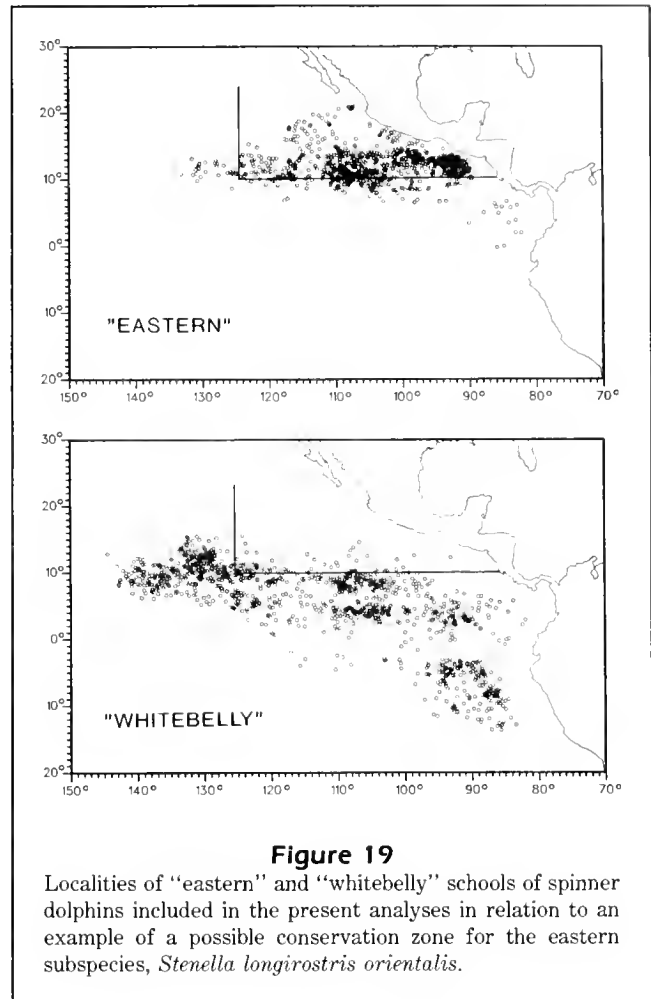 30°
20°
10°
0°
10°
20°
"EASTERN"
150° 140° 130° 120° 110° 100° 90° 80° 70°
30°
20°
10°
0°
10°
20°
"WHITEBELLY"
150° 140° 130° 120° 110° 100° 90° 80° 70°
Figure 19
Localities of "eastern" and "whitebelly" schools of spinner
dolphins included in the present analyses in relation to an
example of a possible conservation zone for the eastern
subspecies, Stenella longirostris orientalis.